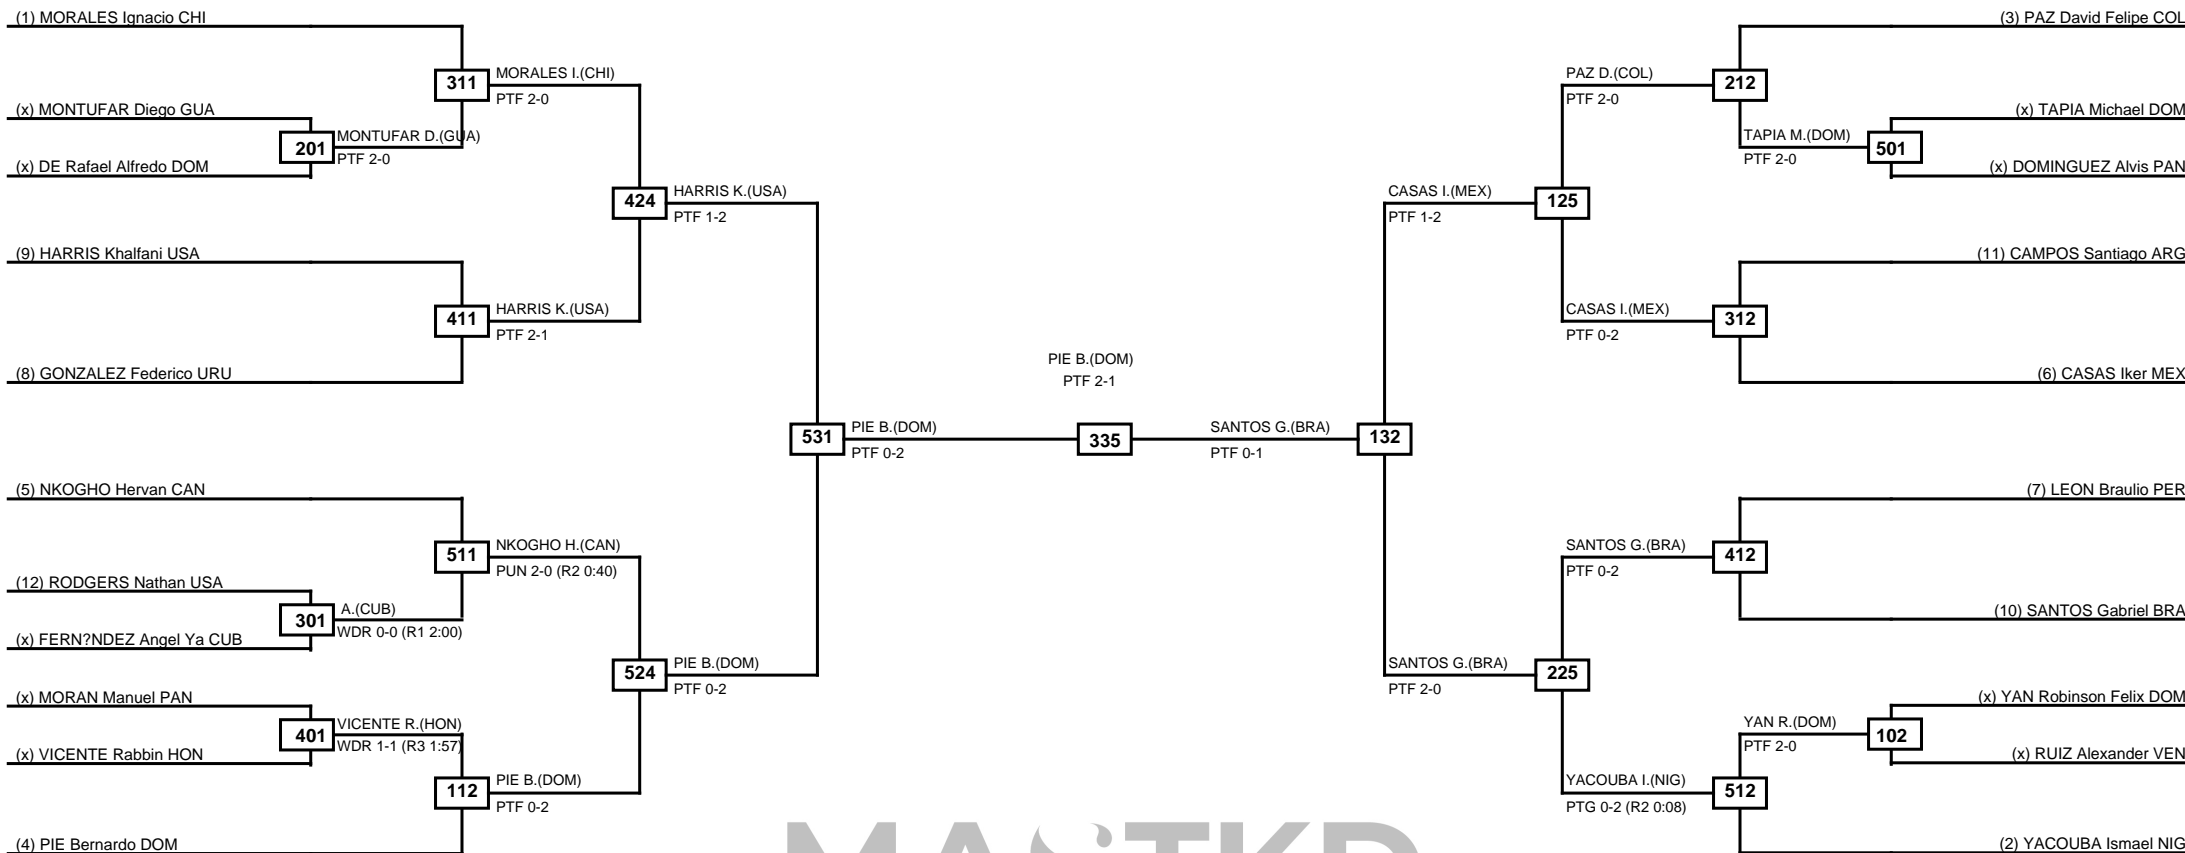 (1) MORALES Ignacio CHI
(3) PAZ David Felipe COL
311
MORALES I.(CHI)
PTF 2-0
PAZ D.(COL)
PTF 2-0
212
(x) MONTUFAR Diego GUA
201
MONTUFAR D.(GUA)
PTF 2-0
(x) DE Rafael Alfredo DOM
(x) TAPIA Michael DOM
TAPIA M.(DOM)
PTF 2-0
501
(x) DOMINGUEZ Alvis PAN
424
HARRIS K.(USA)
PTF 1-2
CASAS I.(MEX)
PTF 1-2
125
(9) HARRIS Khalfani USA
(11) CAMPOS Santiago ARG
411
HARRIS K.(USA)
PTF 2-1
CASAS I.(MEX)
PTF 0-2
312
(8) GONZALEZ Federico URU
(6) CASAS Iker MEX
PIE B.(DOM)
PTF 2-1
531
PIE B.(DOM)
PTF 0-2
335
SANTOS G.(BRA)
PTF 0-1
132
(5) NKOGHO Hervan CAN
(7) LEON Braulio PER
511
NKOGHO H.(CAN)
PUN 2-0 (R2 0:40)
SANTOS G.(BRA)
PTF 0-2
412
(12) RODGERS Nathan USA
301
A.(CUB)
WDR 0-0 (R1 2:00)
(x) FERN?NDEZ Angel Ya CUB
(10) SANTOS Gabriel BRA
524
PIE B.(DOM)
PTF 0-2
SANTOS G.(BRA)
PTF 2-0
225
(x) MORAN Manuel PAN
401
VICENTE R.(HON)
WDR 1-1 (R3 1:57)
(x) VICENTE Rabbin HON
(x) YAN Robinson Felix DOM
YAN R.(DOM)
PTF 2-0
102
(x) RUIZ Alexander VEN
112
PIE B.(DOM)
PTF 0-2
YACOUBA I.(NIG)
PTG 0-2 (R2 0:08)
512
(4) PIE Bernardo DOM
(2) YACOUBA Ismael NIG
MASTKD